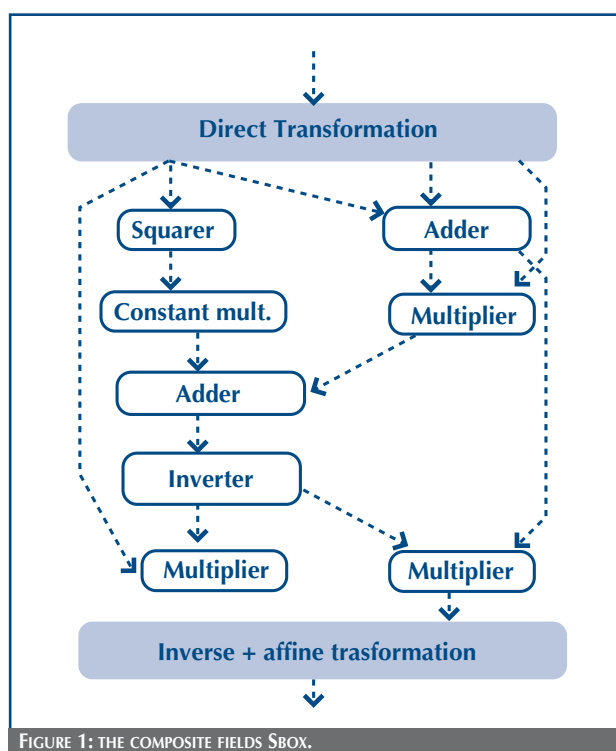 Direct Transformation
Squarer
Adder
Constant mult.
Multiplier
Adder
Inverter
Multiplier
Multiplier
Inverse + affine trasformation
FIGURE 1: THE COMPOSITE FIELDS SBOX.